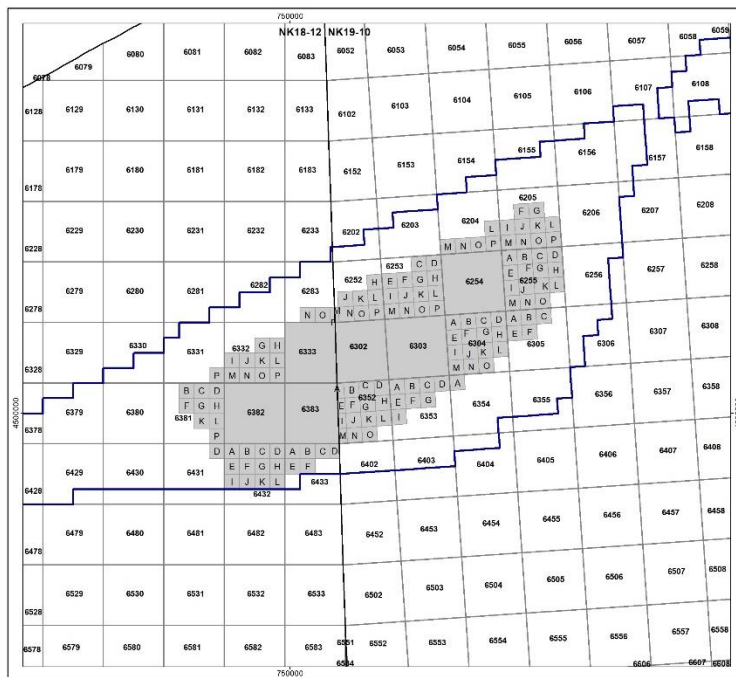 750000
NK18-12 NK19-10
6059
6080 6081 6082 6083 6052 6053 6054 6055 6056 6057 6058
6078 6079
6128 6129 6130 6131 6132 6133 6102 6103 6104 6105 6106 6107 6108
6178 6179 6180 6181 6182 6183 6152 6153 6154 6155 6156 6157 6158
6205
F G
6228 6229 6230 6231 6232 6233 6202 6203 6204 L I J K L 6206 6207 6208
M N O P M N O P
6253 C D A B C D
6278 6279 6280 6281 6282 6283 6252 H E F G H 6254 E F G H 6255 6256 6257 6258
J K L I J K L I J K L
N O P M N O P M N O P M N O
A B C D A B C
6328 6329 6330 6331 6332 G H 6333 6302 6303 E F G H E F 6304 6305 6306 6307 6308
I J K L I J K L
P M N O P M N O
B C D A B C D A B C D A
4500000 6378 6379 6380 6381 F G H 6382 6383 E F G H E F G 6352 6353 6354 6355 6356 6357 6358
K L I J K L I
P M N O
D A B C D A B C D
6428 6429 6430 6431 E F G H E F 6433 6402 6403 6404 6405 6406 6407 6408
I J K L
6432
6478 6479 6480 6481 6482 6483 6452 6453 6454 6455 6456 6457 6458
6528 6529 6530 6531 6532 6533 6502 6503 6504 6505 6506 6507 6508
6578 6579 6580 6581 6582 6583 6551 6552 6553 6554 6555 6556 6557 6558
6584 6606 6607 6608
750000